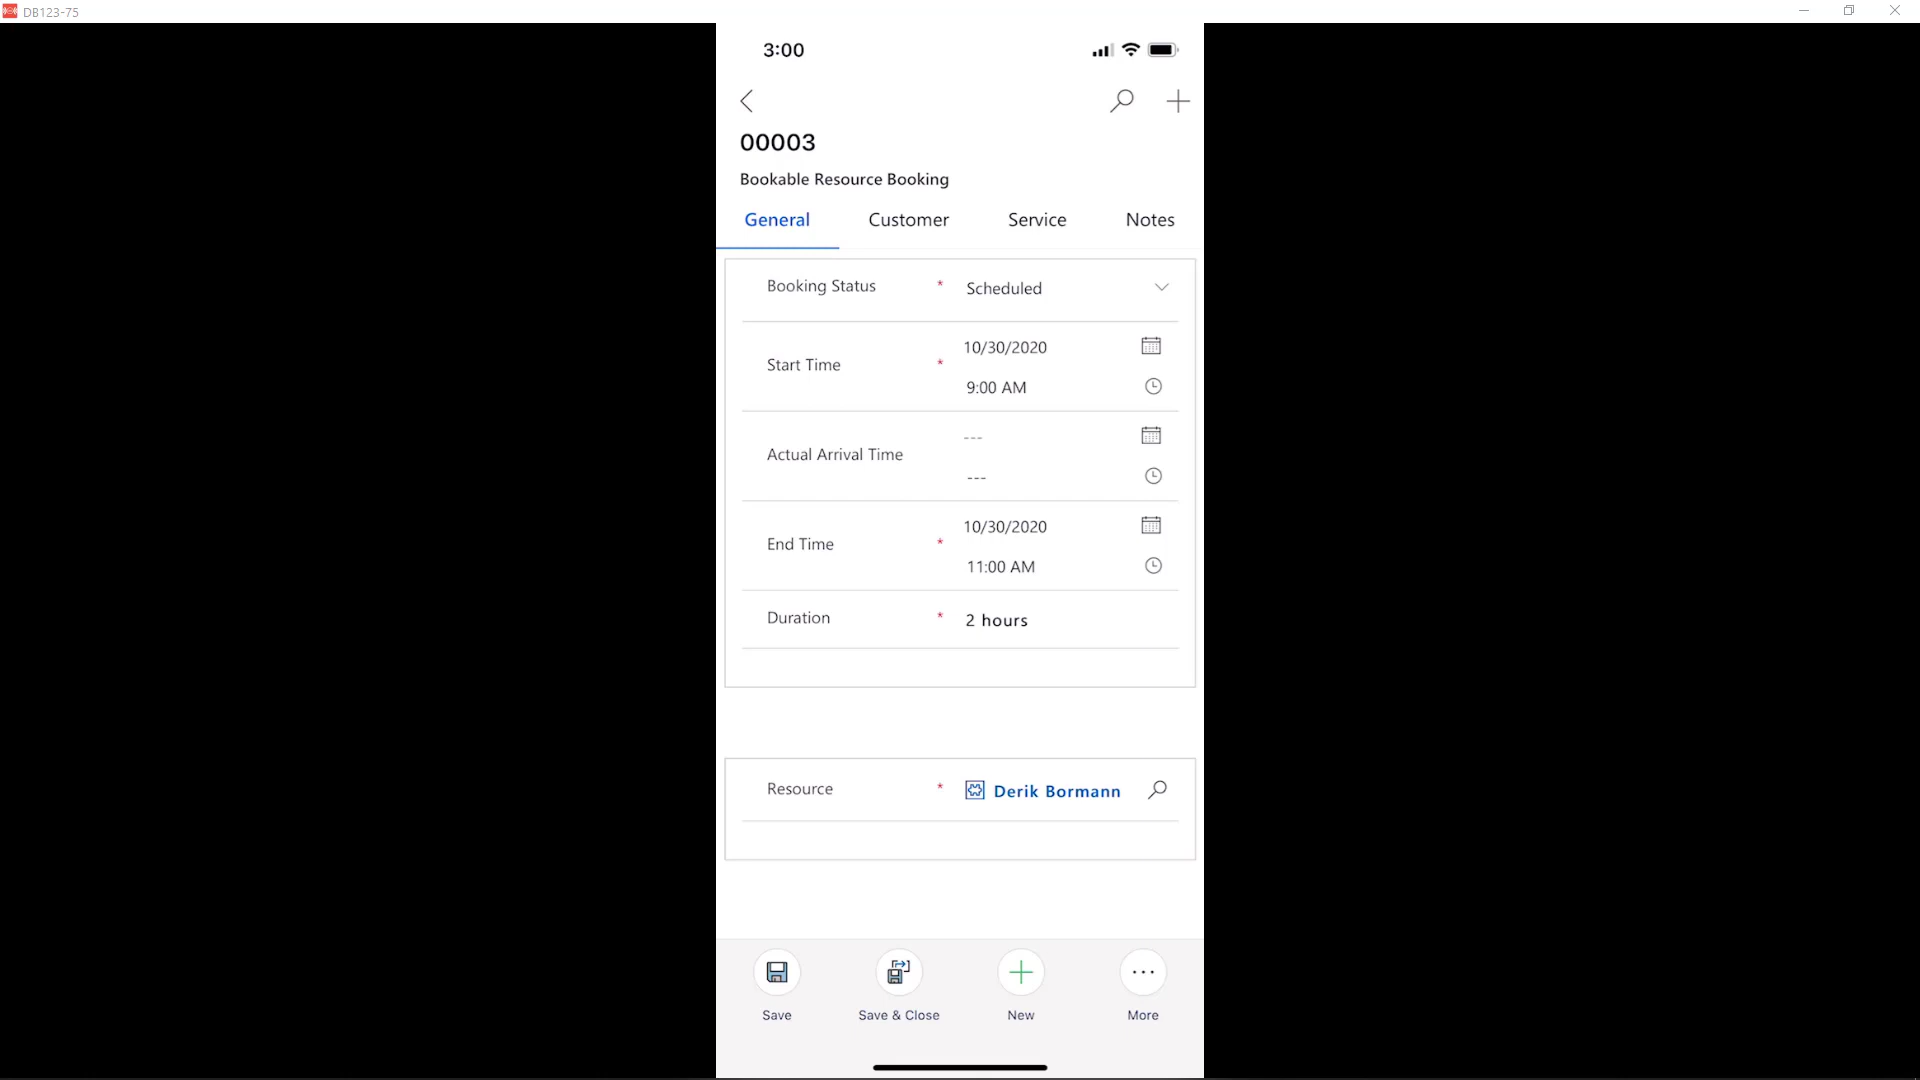 DB123-75
3:00
00003
Bookable Resource Booking
General Customer Service Notes
Booking Status * Scheduled
10/30/2020
Start Time *
9:00 AM
---
Actual Arrival Time
---
10/30/2020
End Time *
11:00 AM
Duration * 2 hours
Resource * Derik Bormann
Save Save & Close New More